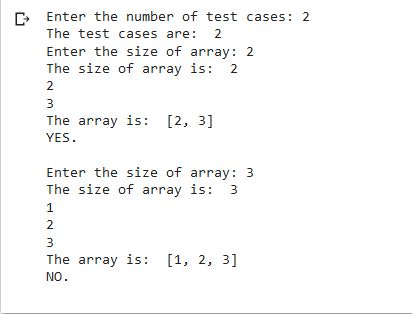 Enter the number of test cases: 2
The test cases are:  2
Enter the size of array: 2
The size of array is:  2
2
3
The array is:  [2, 3]
YES.

Enter the size of array: 3
The size of array is:  3
1
2
3
The array is:  [1, 2, 3]
NO.